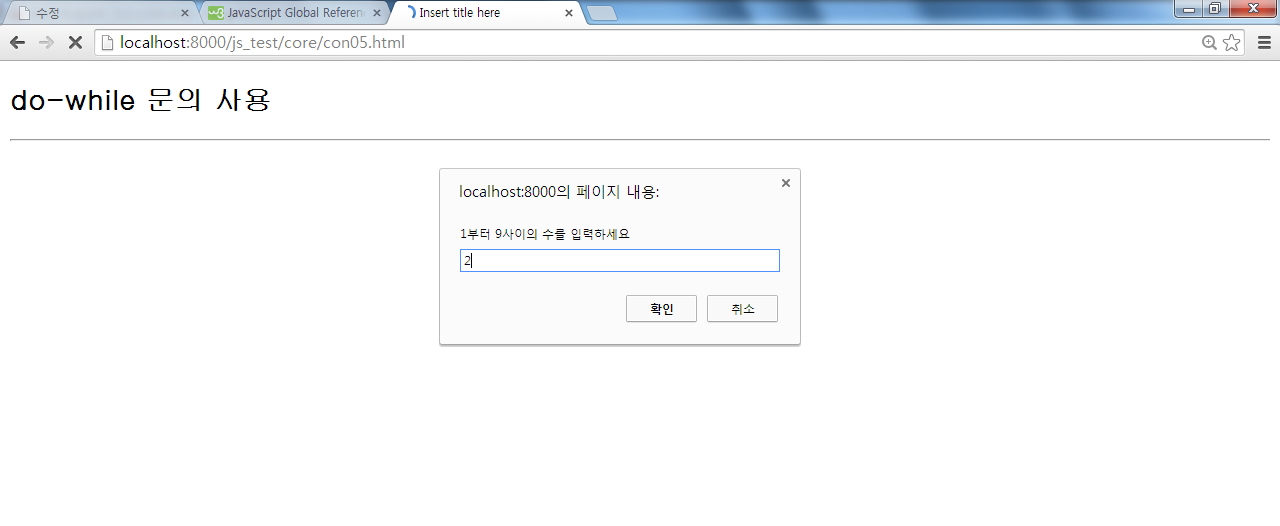 수정
JavaScript Global Referen
Insert title here
localhost:8000/js_test/core/con05.html
do-while 문의 사용
localhost:8000의 페이지 내용:
1부터 9사이의 수를 입력하세요
2
확인 취소